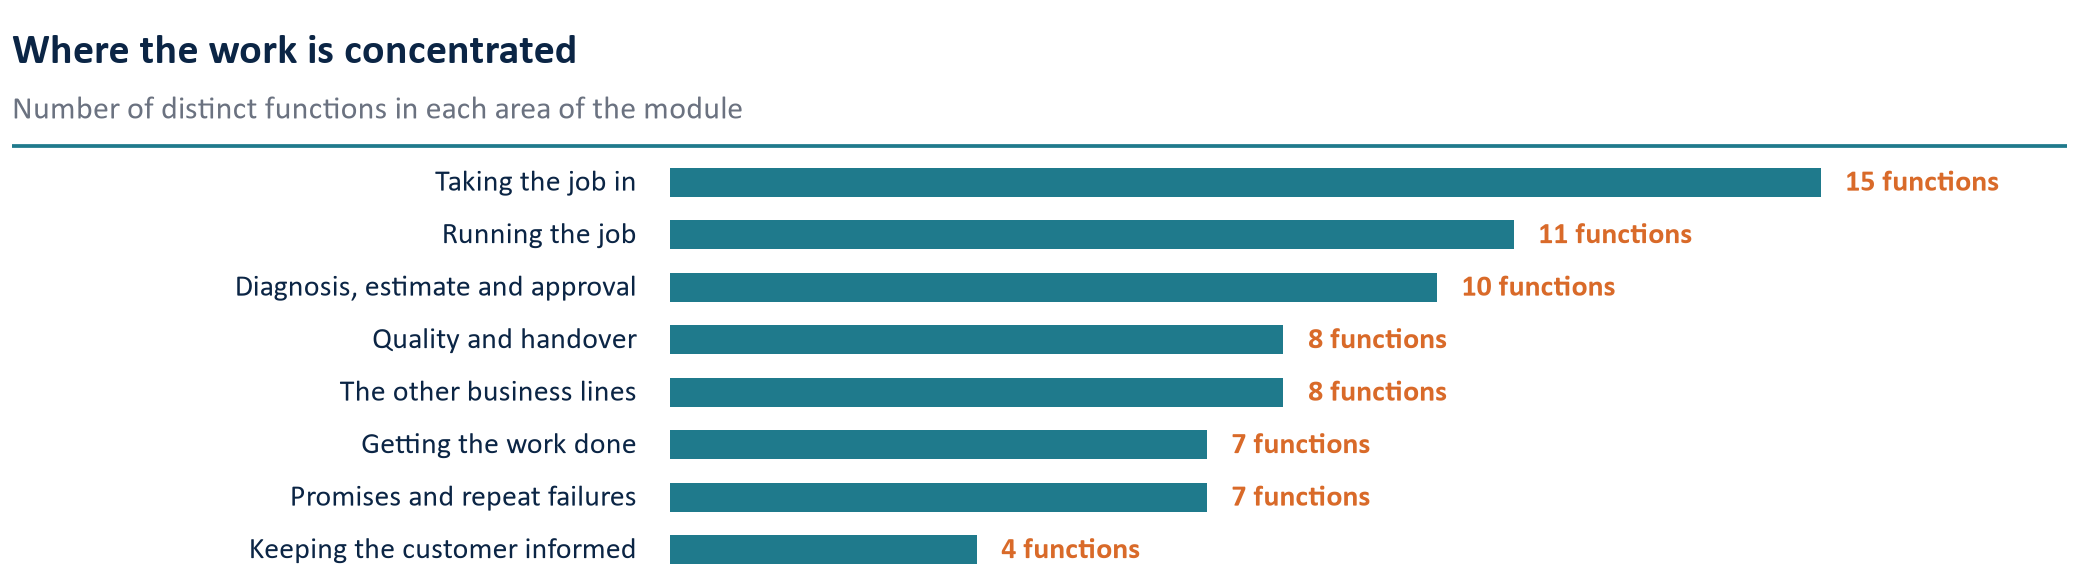 Where the work is concentrated
Number of distinct functions in each area of the module
Taking the job in 15 functions
Running the job 11 functions
Diagnosis, estimate and approval 10 functions
Quality and handover 8 functions
The other business lines 8 functions
Getting the work done 7 functions
Promises and repeat failures 7 functions
Keeping the customer informed 4 functions